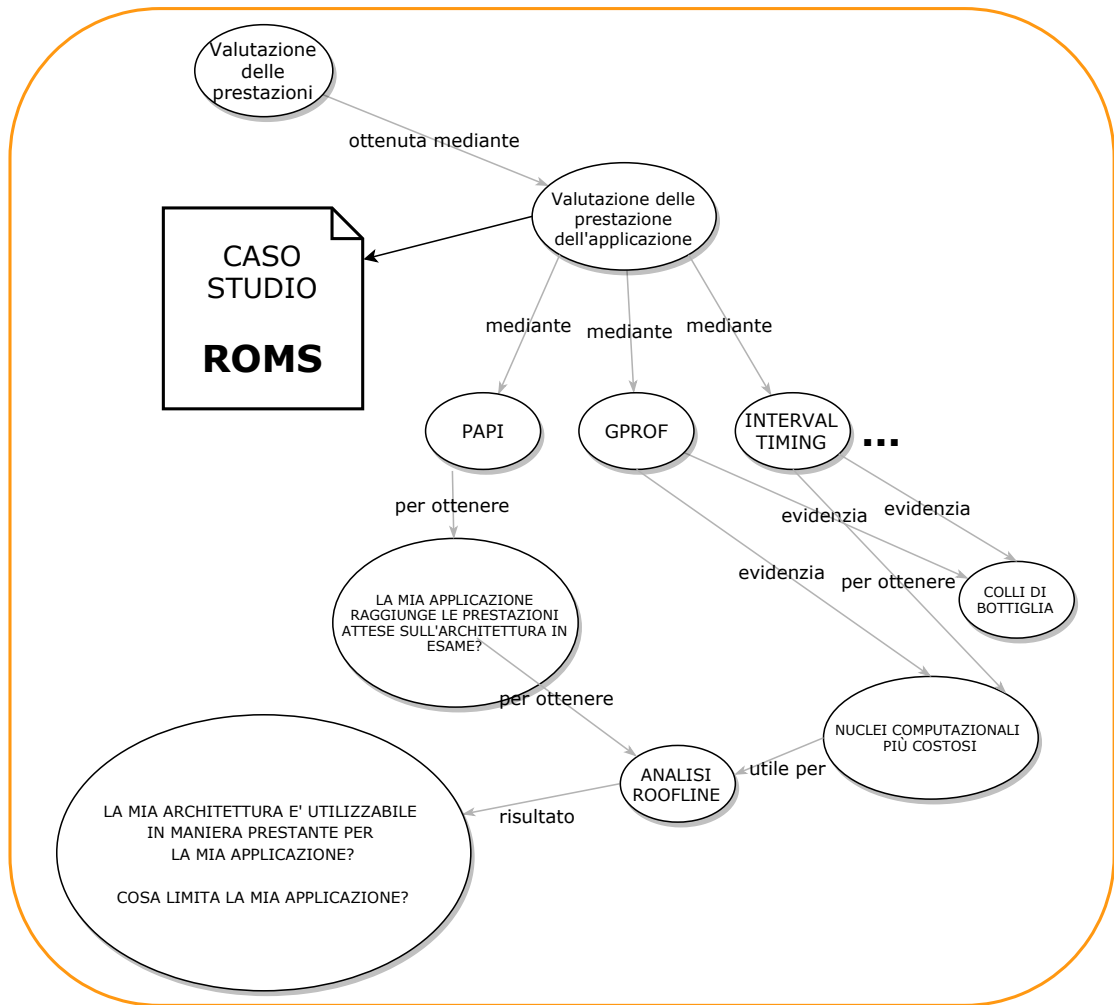 Valutazione
delle
prestazioni
ottenuta mediante
Valutazione delle
prestazione
dell'applicazione
CASO
STUDIO
ROMS
mediante
mediante
mediante
PAPI
GPROF
INTERVAL
TIMING
...
per ottenere
evidenzia
evidenzia
evidenzia
per ottenere
COLLI DI
BOTTIGLIA
LA MIA APPLICAZIONE
RAGGIUNGE LE PRESTAZIONI
ATTESE SULL'ARCHITETTURA IN
ESAME?
per ottenere
NUCLEI COMPUTAZIONALI
PIÙ COSTOSI
utile per
ANALISI
ROOFLINE
risultato
LA MIA ARCHITETTURA E' UTILIZZABILE
IN MANIERA PRESTANTE PER
LA MIA APPLICAZIONE?
COSA LIMITA LA MIA APPLICAZIONE?